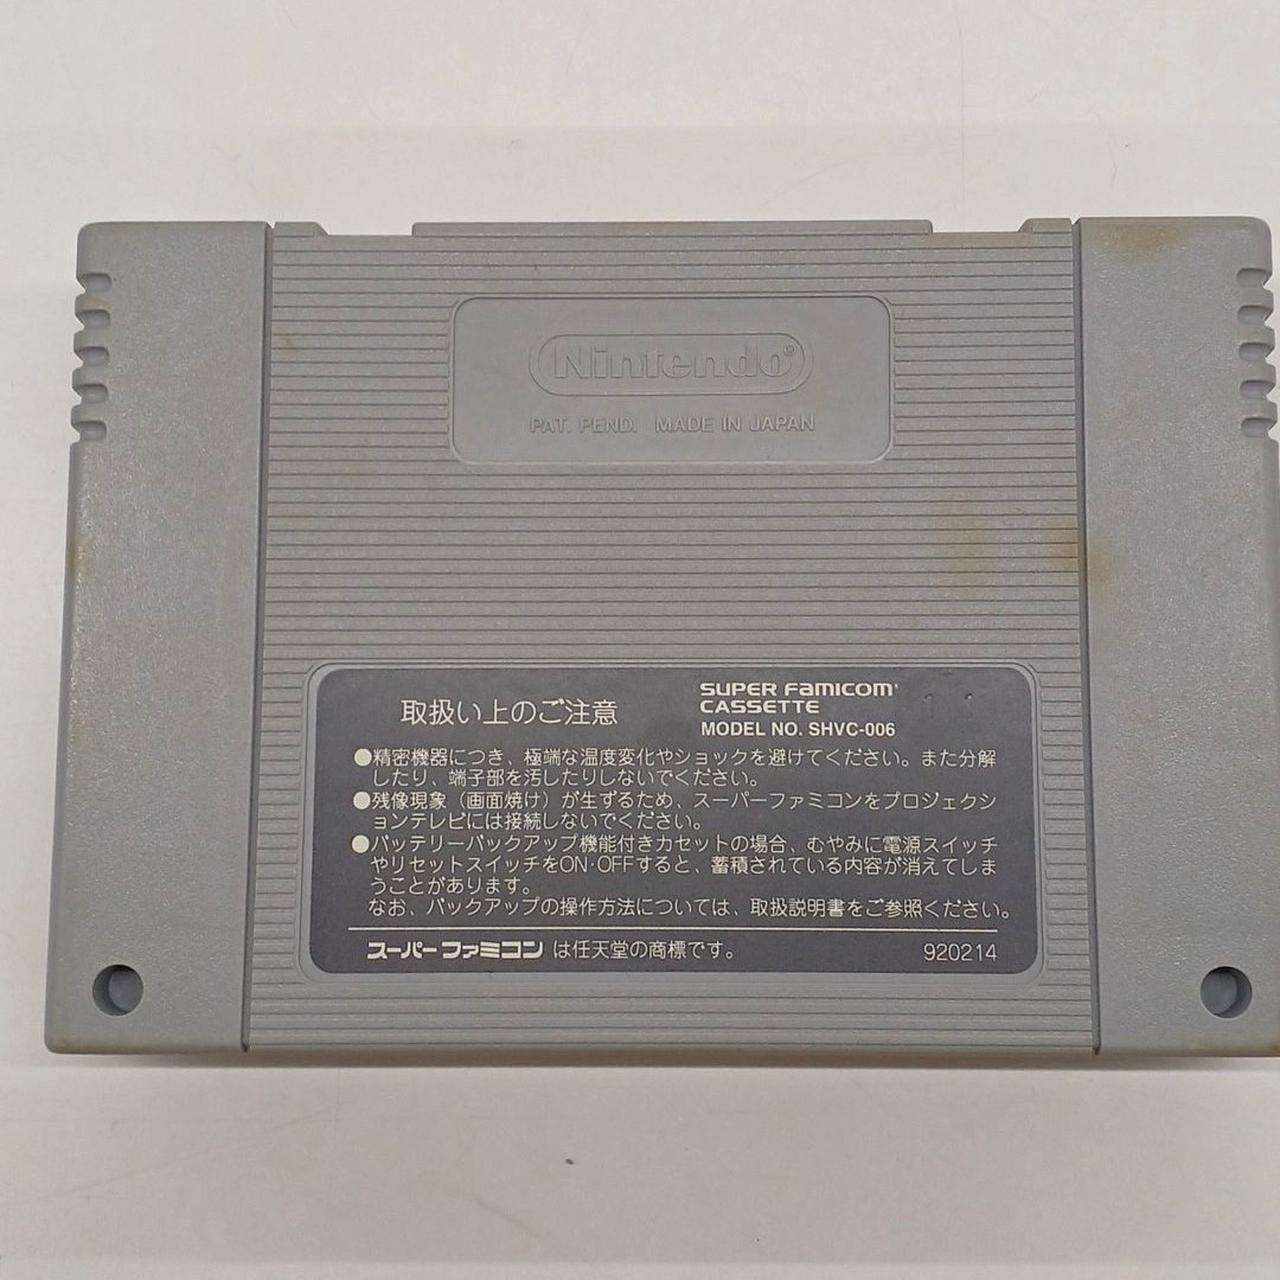 Nintendo®
PAT. PEND. MADE IN JAPAN
取扱い上のご注意
SUPER FAMICOM
CASSETTE
MODEL NO. SHVC-006
11
●精密機器につき、極端な温度変化やショックを避けてください。また分解
したり、端子部を汚したりしないでください。
●残像現象（画面焼け）が生ずるため、スーパーファミコンをプロジェクシ
ョンテレビには接続しないでください。
●バッテリーバックアップ機能付きカセットの場合、むやみに電源スイッチ
やリセットスイッチをON·OFFすると、蓄積されている内容が消えてしま
うことがあります。
なお、バックアップの操作方法については、取扱説明書をご参照ください。
スーパーファミコン は任天堂の商標です。
920214